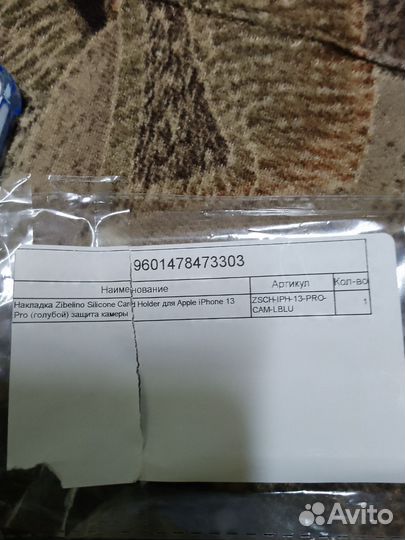 9601478473303
Наименование Артикул Кол-во
Накладка Zibelino Silicone Card Holder для Apple iPhone 13 ZSCH-IPH-13-PRO- 1
Pro (голубой) защита камеры CAM-LBLU
Avito